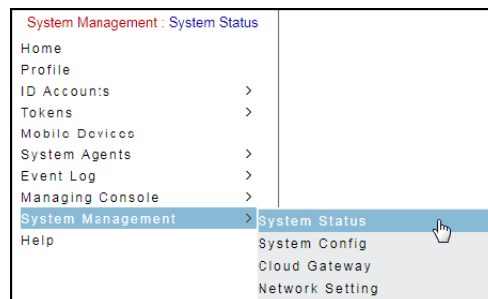 System Management : System Status
Home
Profile
ID Accounts >
Tokens >
Mobile Devices
System Agents >
Event Log >
Managing Console >
System Management >
Help
System Status
System Config
Cloud Gateway
Network Setting